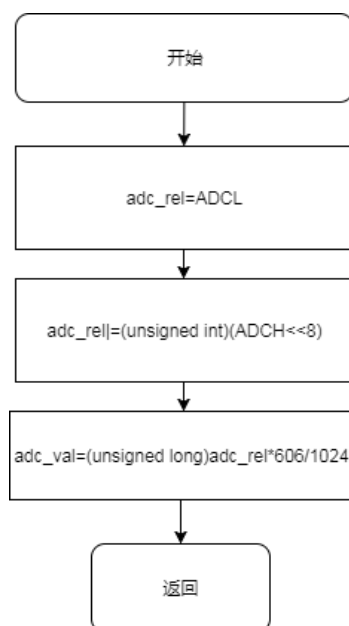 开始
adc_rel=ADCL
adc_rel|=(unsigned int)(ADCH<<8)
adc_val=(unsigned long)adc_rel*606/1024
返回